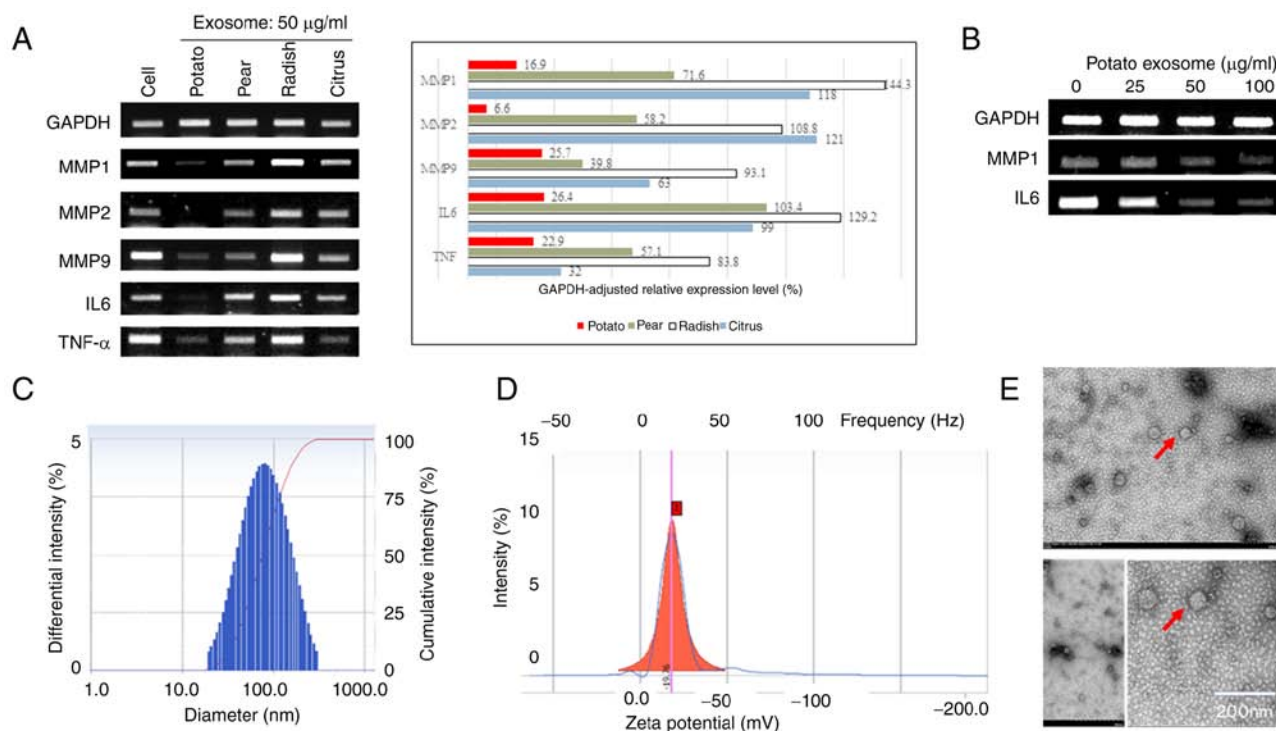 A
Exosome: 50 μg/ml
Cell Potato Pear Radish Citrus
GAPDH
MMP1
MMP2
MMP9
IL6
TNF-α
MMP1
16.9
71.6
144.3
118
MMP2
6.6
58.2
108.8
121
MMP9
25.7
39.8
93.1
63
IL6
26.4
103.4
129.2
99
TNF
22.9
57.1
83.8
32
GAPDH-adjusted relative expression level (%)
Potato Pear Radish Citrus
B
Potato exosome (μg/ml)
0 25 50 100
GAPDH
MMP1
IL6
C
Differential intensity (%)
5
0
100
75
50
25
0
Cumulative intensity (%)
1.0 10.0 100.0 1000.0
Diameter (nm)
D
−50 0 50 100 Frequency (Hz)
Intensity (%)
15
10
5
0
-19.76
0.0 −50 −100 −200.0
Zeta potential (mV)
E
200nm